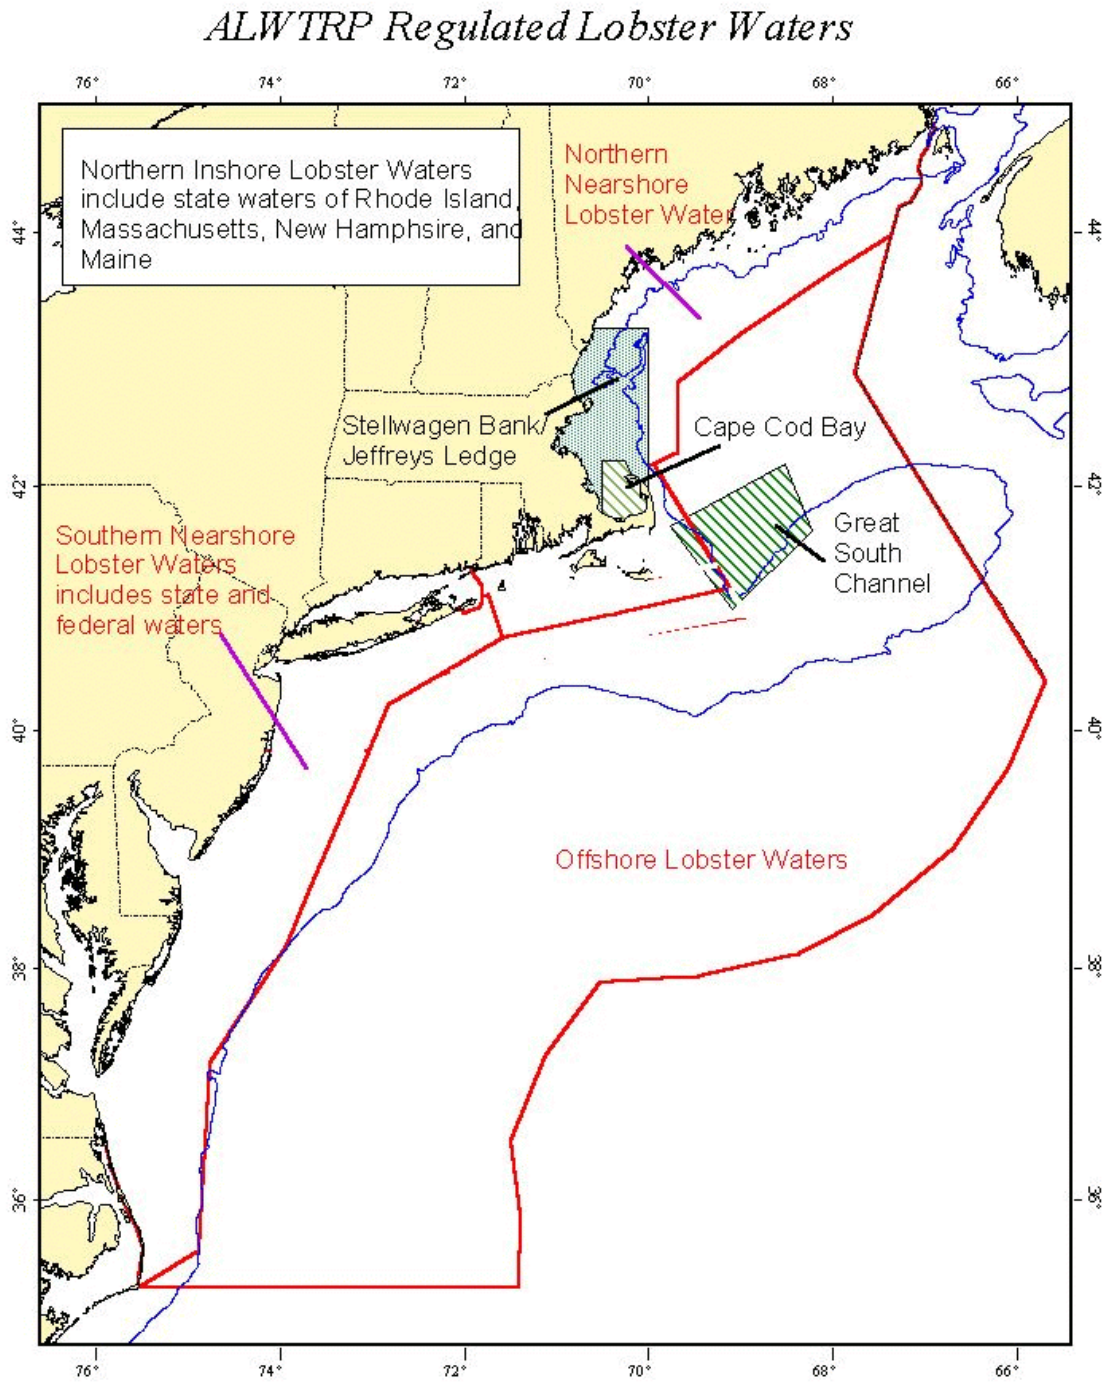 ALWTRP Regulated Lobster Waters
76° 74° 72° 70° 68° 66°
Northern Inshore Lobster Waters
include state waters of Rhode Island,
Massachusetts, New Hamphsire, and
Maine
Northern
Nearshore
Lobster Water
44° 44°
Stellwagen Bank/
Jeffreys Ledge
Cape Cod Bay
42° 42°
Great
South
Channel
Southern Nearshore
Lobster Waters
includes state and
federal waters
40° 40°
Offshore Lobster Waters
38° 38°
36° 36°
76° 74° 72° 70° 68° 66°